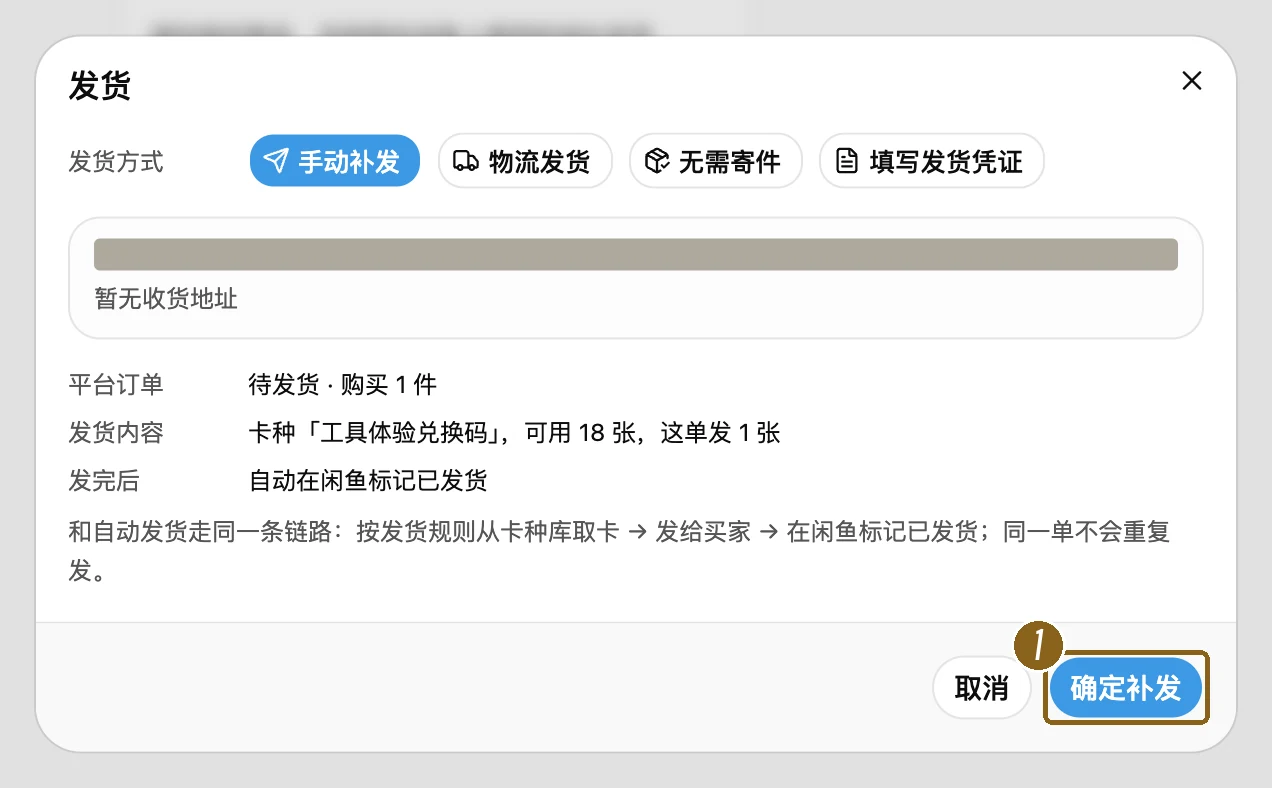 发货
发货方式
手动补发
物流发货
无需寄件
填写发货凭证
暂无收货地址
平台订单 待发货 · 购买 1 件
发货内容 卡种「工具体验兑换码」，可用 18 张，这单发 1 张
发完后 自动在闲鱼标记已发货
和自动发货走同一条链路：按发货规则从卡种库取卡 → 发给买家 → 在闲鱼标记已发货；同一单不会重复
发。
1
取消
确定补发